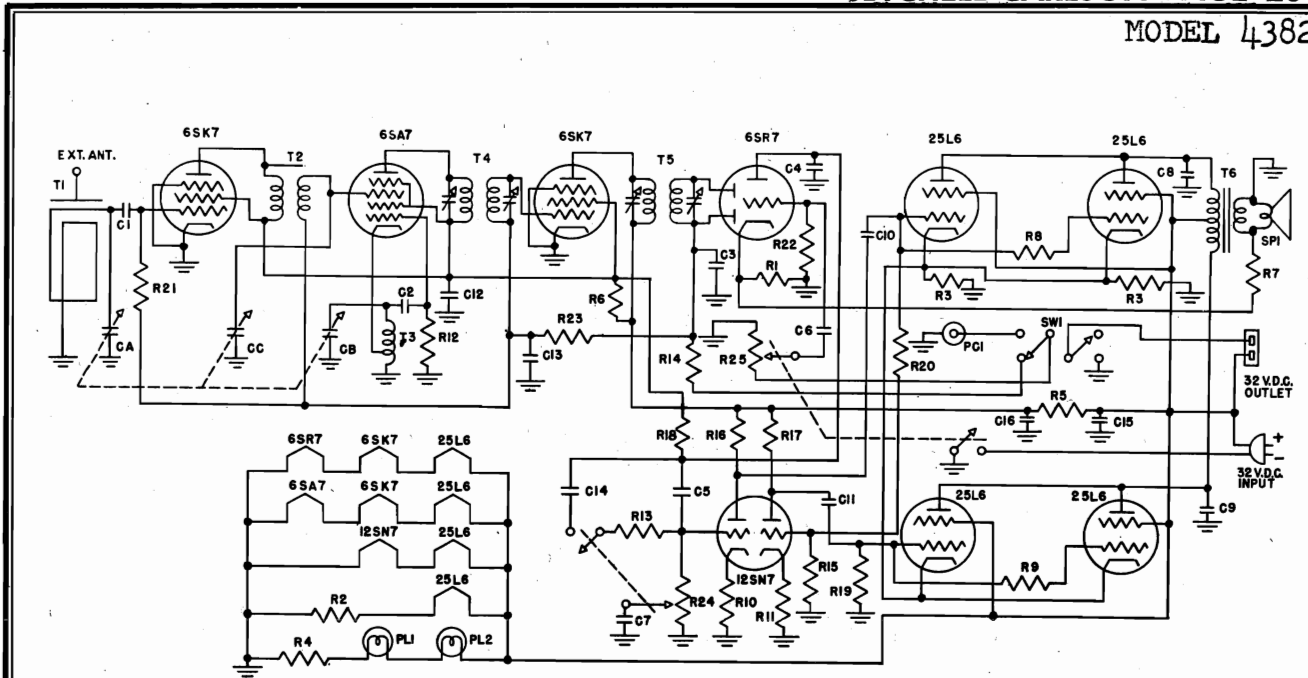 MODEL 4382
6SK7
T2
6SA7
T4
6SK7
T5
6SR7
25L6
25L6
EXT. ANT.
T1
C4
C8
T6
C1
C10
R22
R8
SP1
R21
C3
R1
R3
R3
R7
C2
C12
R6
CA
CC
CB
T3
R12
R23
C13
R14
R25
C6
PC1
SW1
R20
32 V.D.C.
OUTLET
R5
R18
R16
R17
C16
C15
+
-
32 V.D.C.
INPUT
6SR7
6SK7
25L6
C14
C5
C11
25L6
25L6
C9
6SA7
6SK7
25L6
R13
12SN7
25L6
12SN7
R15
R9
R19
25L6
R24
R10
R11
R2
C7
R4
PL1
PL2